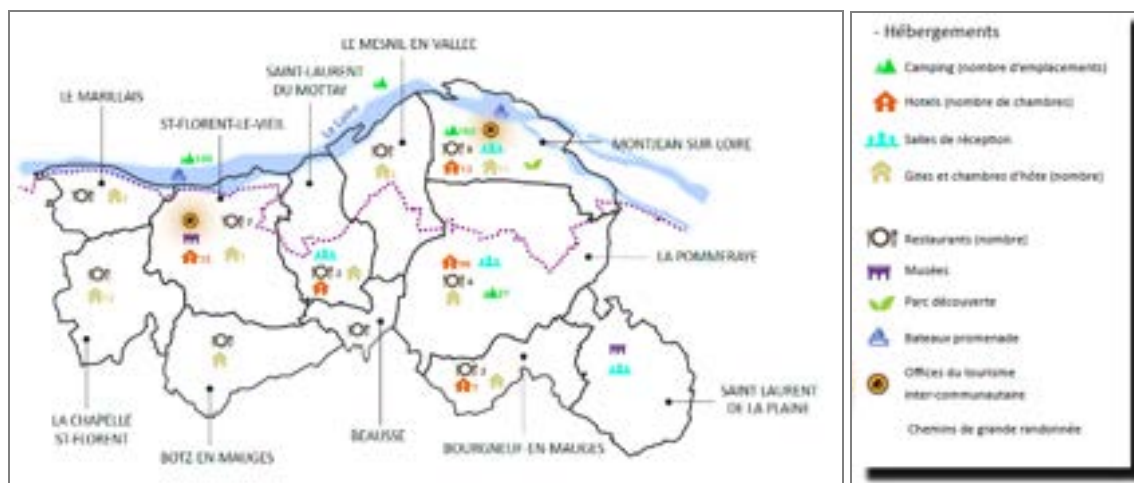 LE MESNIL EN VALLEE
SAINT-LAURENT
DU MOTTAY
LE MARILLAIS
ST-FLORENT-LE-VIEIL
La Loire
MONTJEAN SUR LOIRE
LA POMMERAYE
SAINT LAURENT
DE LA PLAINE
LA CHAPELLE
ST-FLORENT
BEAUSSE
BOURGNEUF-EN-MAUGES
BOTZ EN MAUGES
- Hébergements
Camping (nombre d'emplacements)
Hotels (nombre de chambres)
Salles de réception
Gites et chambres d'hôte (nombre)
Restaurants (nombre)
Musées
Parc découverte
Bateaux promenade
Offices du tourisme
inter-communautaire
Chemins de grande randonnée